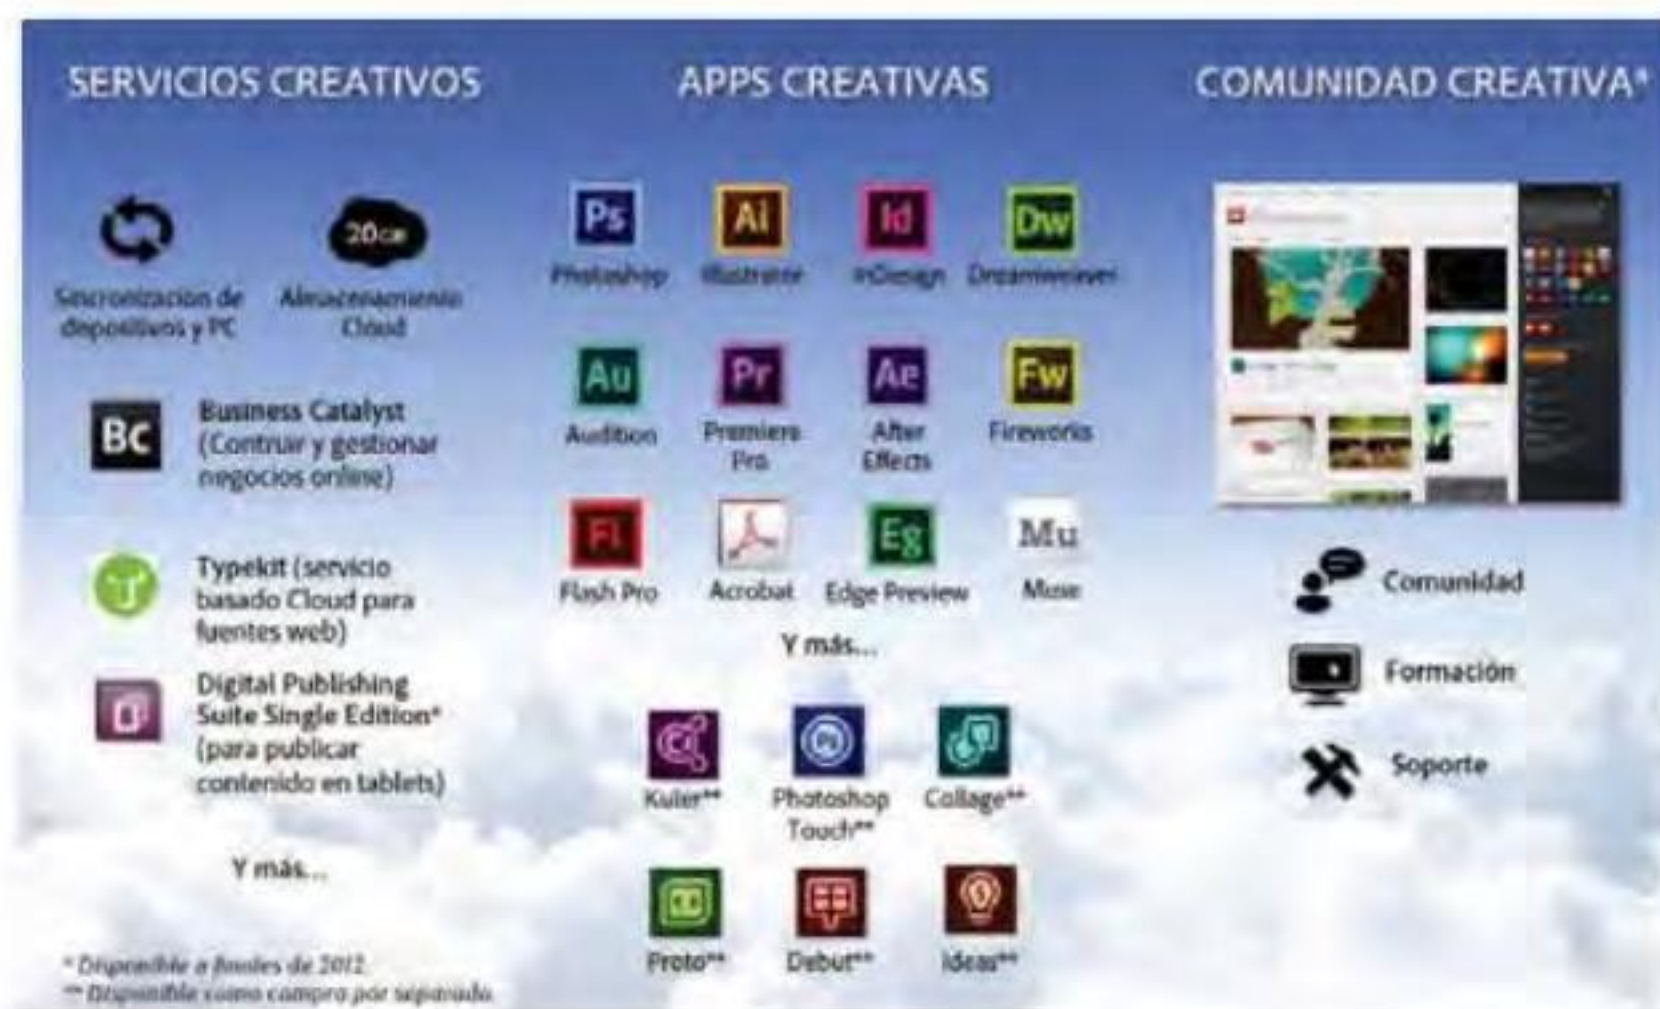 SERVICIOS CREATIVOS
Sincronización de
depositivos y PC
20GB
Almacenamiento
Cloud
Bc
Business Catalyst
(Contruir y gestionar
negocios online)
Typekit (servicio
basado Cloud para
fuentes web)
Digital Publishing
Suite Single Edition*
(para publicar
contenido en tablets)
Y más...
* Disponible a finales de 2012.
** Disponible como compra por separado.
APPS CREATIVAS
Ps
Ai
Id
Dw
Photoshop
Illustrator
InDesign
Dreamweaver
Au
Pr
Ae
Fw
Audition
Premiere
Pro
After
Effects
Fireworks
Fl
Eg
Mu
Flash Pro
Acrobat
Edge Preview
Muse
Y más...
Kuler**
Photoshop
Touch**
Collage**
Proto**
Debut**
Ideas**
COMUNIDAD CREATIVA*
Comunidad
Formación
Soporte